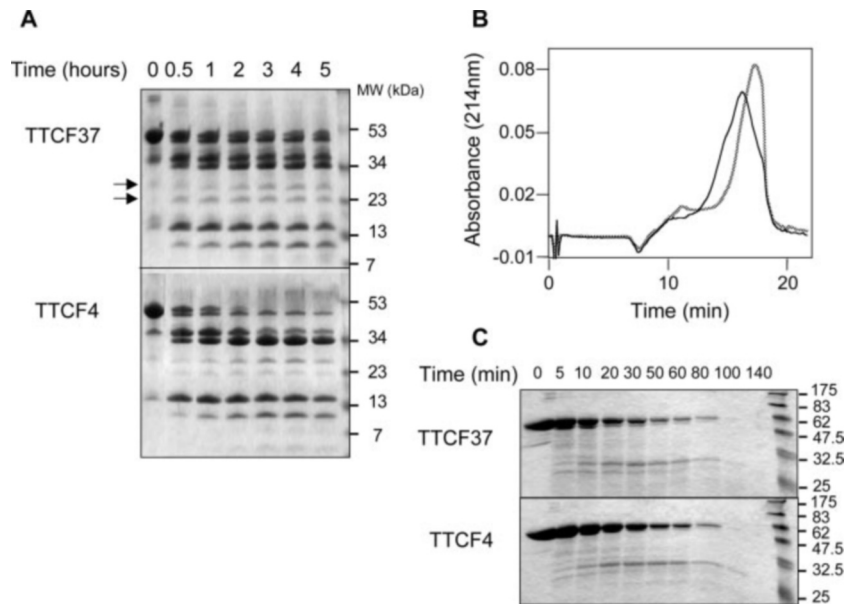 A
Time (hours) 0 0.5 1 2 3 4 5
MW (kDa)
TTCF37
53
34
23
13
7
TTCF4
53
34
23
13
7
B
Absorbance (214nm)
0.08
0.05
0.02
-0.01
0 10 20
Time (min)
C
Time (min) 0 5 10 20 30 50 60 80 100 140
TTCF37
175
83
62
47.5
32.5
25
TTCF4
175
83
62
47.5
32.5
25